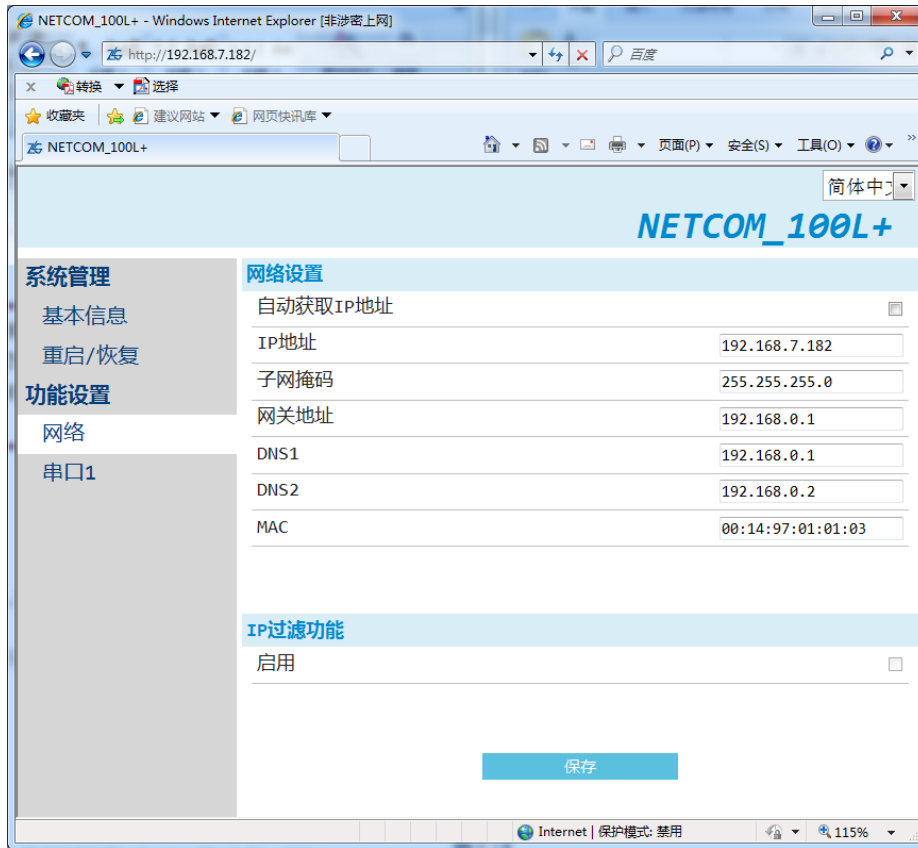 NETCOM_100L+ - Windows Internet Explorer [非涉密上网]
http://192.168.7.182/
百度
x 转换 选择
收藏夹 建议网站 网页快讯库
NETCOM_100L+
页面(P) 安全(S) 工具(O)
简体中
NETCOM_100L+
系统管理
基本信息
重启/恢复
功能设置
网络
串口1
网络设置
自动获取IP地址
IP地址 192.168.7.182
子网掩码 255.255.255.0
网关地址 192.168.0.1
DNS1 192.168.0.1
DNS2 192.168.0.2
MAC 00:14:97:01:01:03
IP过滤功能
启用
保存
Internet | 保护模式: 禁用 115%